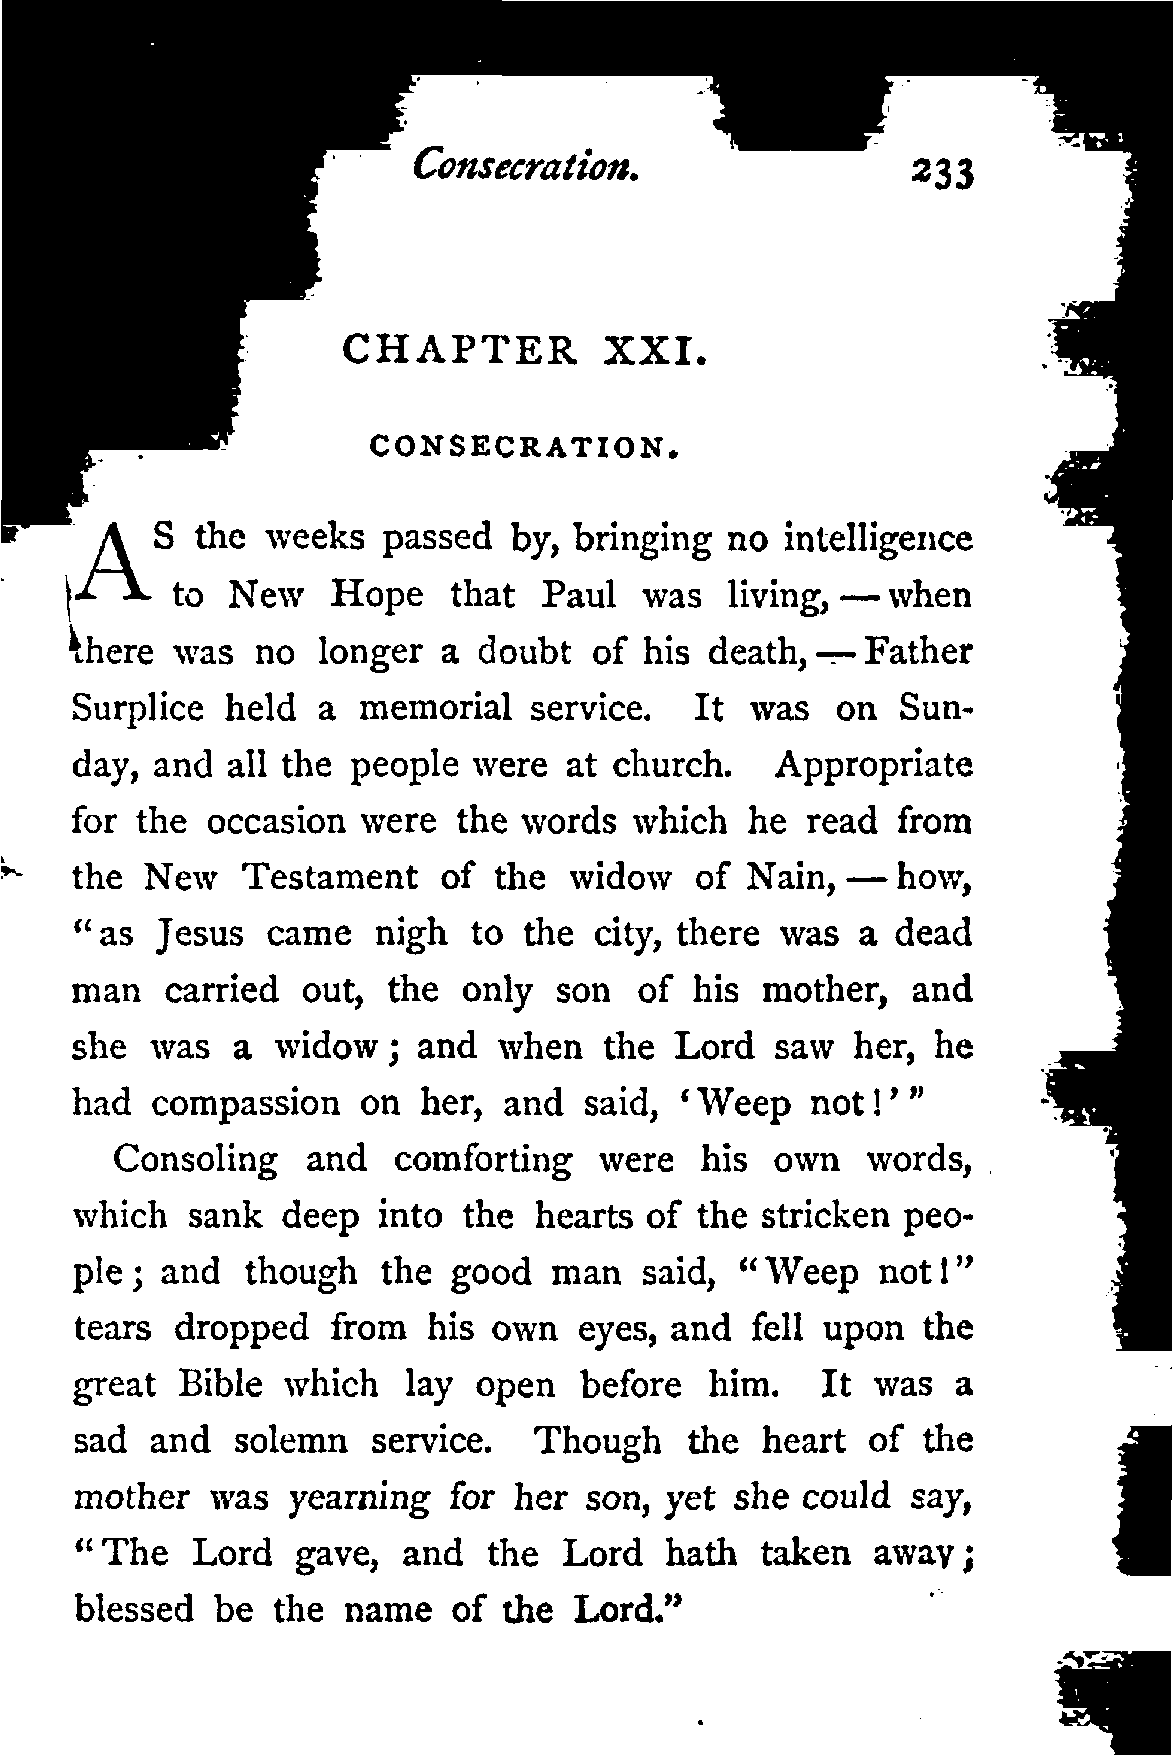 Consecration. 233
CHAPTER XXI.
CONSECRATION.
AS the weeks passed by, bringing no intelligence
to New Hope that Paul was living, — when
there was no longer a doubt of his death, — Father
Surplice held a memorial service. It was on Sun-
day, and all the people were at church. Appropriate
for the occasion were the words which he read from
the New Testament of the widow of Nain, — how,
"as Jesus came nigh to the city, there was a dead
man carried out, the only son of his mother, and
she was a widow; and when the Lord saw her, he
had compassion on her, and said, 'Weep not!'"
Consoling and comforting were his own words,
which sank deep into the hearts of the stricken peo-
ple; and though the good man said, "Weep not!"
tears dropped from his own eyes, and fell upon the
great Bible which lay open before him. It was a
sad and solemn service. Though the heart of the
mother was yearning for her son, yet she could say,
"The Lord gave, and the Lord hath taken away;
blessed be the name of the Lord."